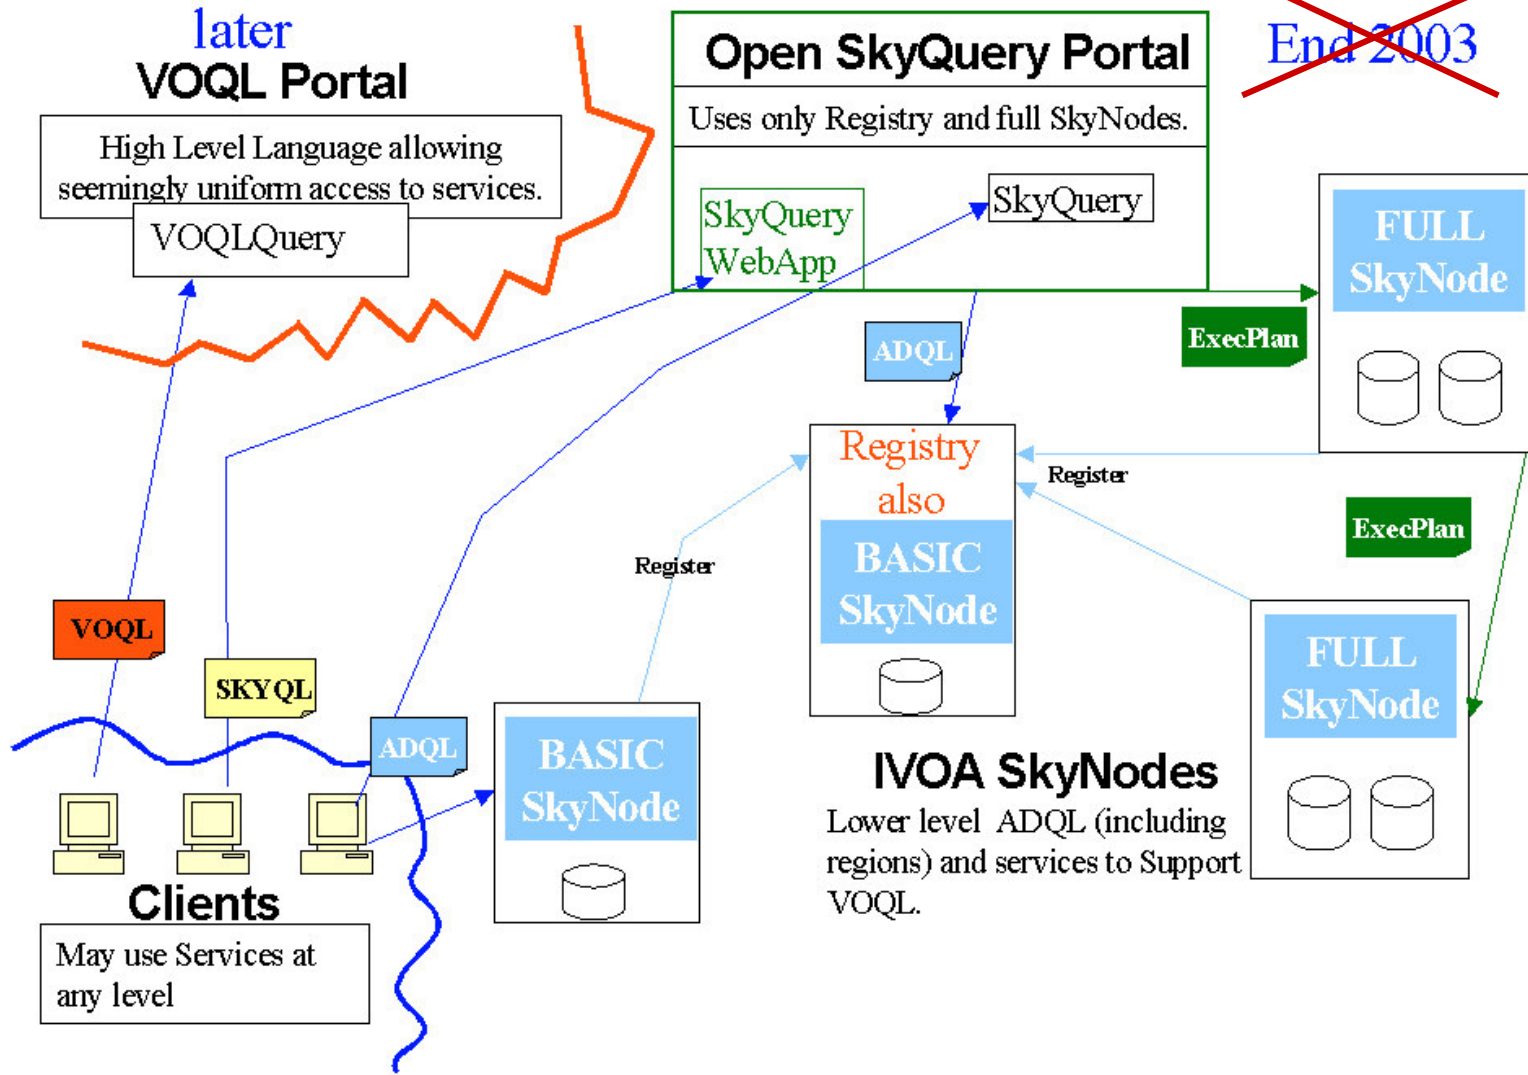 later
VOQL Portal
High Level Language allowing
seemingly uniform access to services.
VOQLQuery
Open SkyQuery Portal
Uses only Registry and full SkyNodes.
SkyQuery
WebApp
SkyQuery
End 2003
FULL
SkyNode
ExecPlan
ADQL
Registry
also
BASIC
SkyNode
Register
Register
ExecPlan
FULL
SkyNode
VOQL
SKYQL
ADQL
BASIC
SkyNode
IVOA SkyNodes
Lower level ADQL (including
regions) and services to Support
VOQL.
Clients
May use Services at
any level